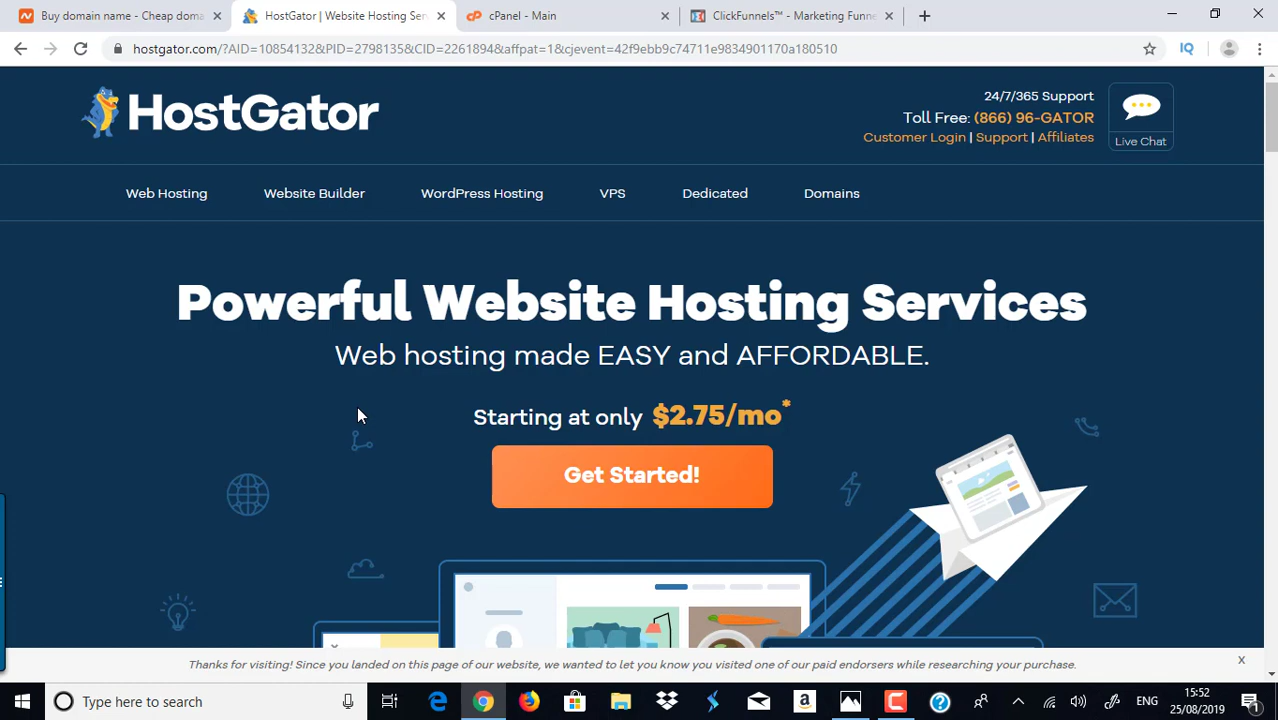 Buy domain name - Cheap doma
HostGator | Website Hosting Ser
cPanel - Main
ClickFunnels™ - Marketing Funne
hostgator.com/?AID=10854132&PID=2798135&CID=2261894&affpat=1&cjevent=42f9ebb9c74711e9834901170a180510
IQ
HostGator
24/7/365 Support
Toll Free: (866) 96-GATOR
Customer Login | Support | Affiliates
Live Chat
Web Hosting Website Builder WordPress Hosting VPS Dedicated Domains
Powerful Website Hosting Services
Web hosting made EASY and AFFORDABLE.
Starting at only $2.75/mo*
Get Started!
Thanks for visiting! Since you landed on this page of our website, we wanted to let you know you visited one of our paid endorsers while researching your purchase.
X
Type here to search
ENG
15:52
25/08/2019
1